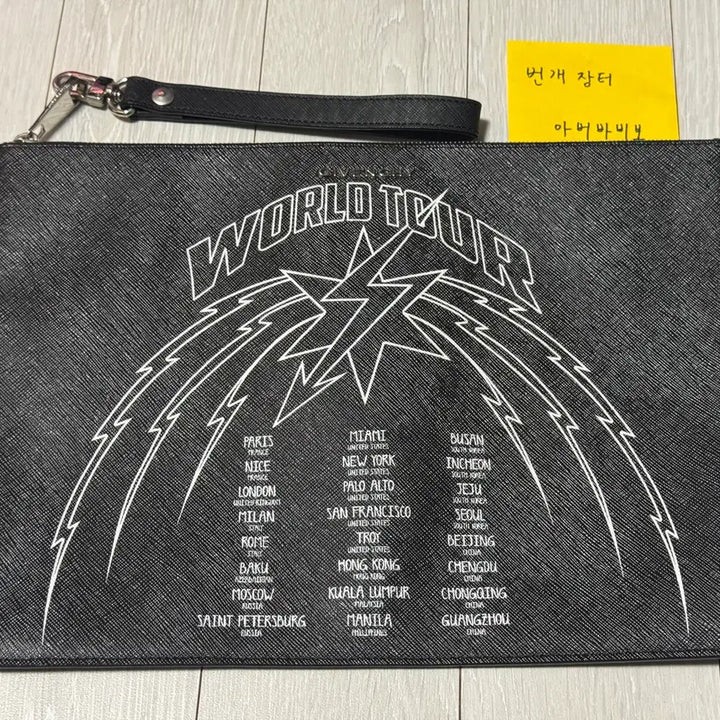 번개 장터
아버바비보
GIVENCHY
WORLD TOUR
PARIS
FRANCE
NICE
FRANCE
LONDON
UNITED KINGDOM
MILAN
ITALY
ROME
ITALY
BAKU
AZERBAIDJAN
MOSCOW
RUSSIA
SAINT PETERSBURG
RUSSIA
MIAMI
UNITED STATES
NEW YORK
UNITED STATES
PALO ALTO
UNITED STATES
SAN FRANCISCO
UNITED STATES
TROY
UNITED STATES
HONG KONG
HONG KONG
KUALA LUMPUR
MALAYSIA
MANILA
PHILIPPINES
BUSAN
SOUTH KOREA
INCHEON
SOUTH KOREA
JEJU
SOUTH KOREA
SEOUL
SOUTH KOREA
BEIJING
CHINA
CHENGDU
CHINA
CHONGQING
CHINA
GUANGZHOU
CHINA